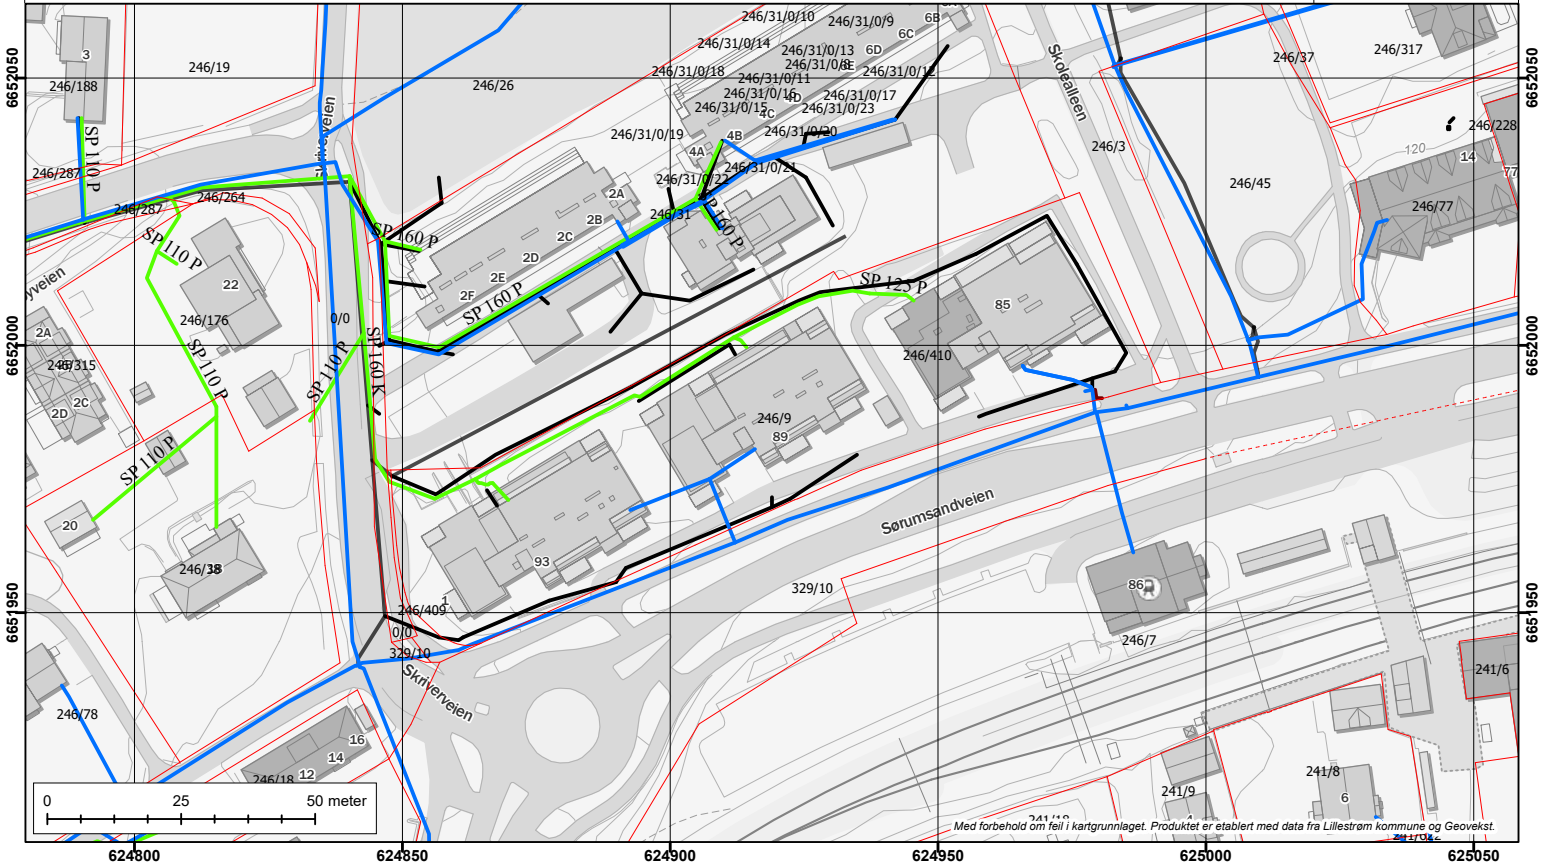 246/31/0/10
246/31/0/9
6B
6C
246/31/0/14
246/31/0/13
6D
3
246/19
246/26
246/31/0/18
6E
246/31/0/12
246/31/0/11
246/188
246/31/0/16
4D
246/31/0/17
246/31/0/15
4C
246/31/0/23
246/31/0/19
4B
246/31/0/20
4A
246/31/0/21
246/31/0/22
Skolealleen
246/37
246/317
246/228
120
14
77
246/3
246/45
246/77
SP 110 P
Skriverveien
246/287
246/287
246/264
2A
2B
2C
2D
2E
2F
246/31
SP 160 P
SP 160 P
SP 160 P
SP 125 P
SP 110 P
22
246/176
0/0
85
246/410
2A
246/315
2C
2D
SP 110 P
SP 110 P
SP 160 K
SP 110 P
246/9
89
20
246/38
93
1
246/409
0/0
329/10
Skriverveien
Sørumsandveien
329/10
86
246/7
241/6
246/78
16
14
12
246/18
241/8
6
241/9
0 25 50 meter
Med forbehold om feil i kartgrunnlaget. Produktet er etablert med data fra Lillestrøm kommune og Geovekst.
6652050
6652000
6651950
6652050
6652000
6651950
624800
624850
624900
624950
625000
625050